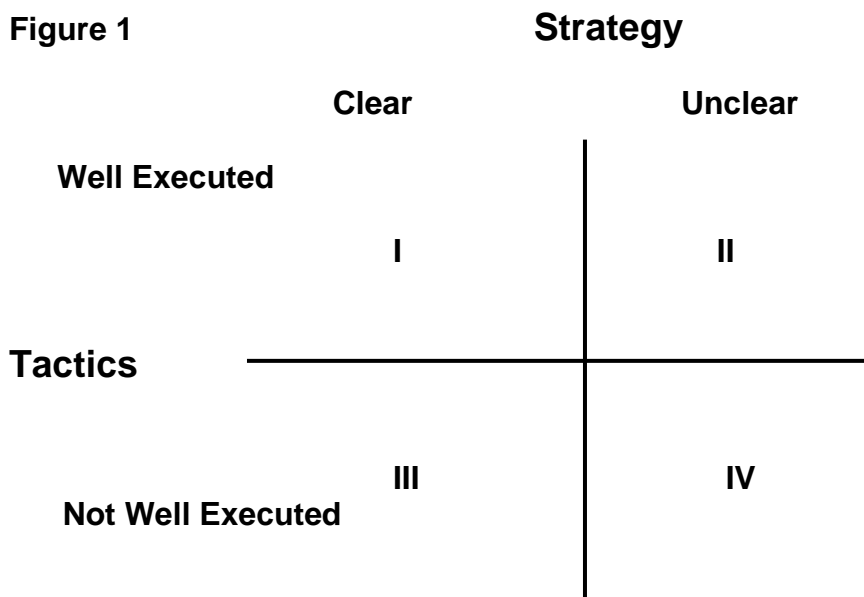 Figure 1 Strategy
Clear Unclear
Well Executed
I II
Tactics
III IV
Not Well Executed